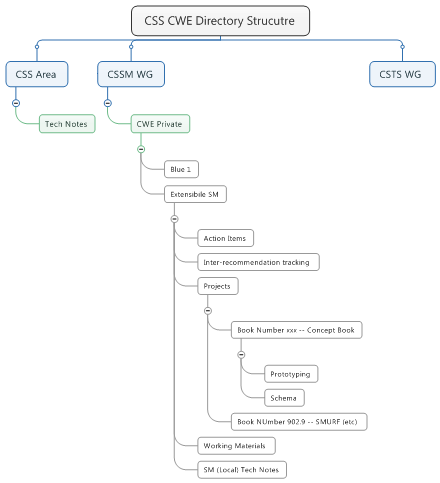 CSS CWE Directory Strucutre
CSS Area
CSSM WG
CSTS WG
Tech Notes
CWE Private
Blue 1
Extensibile SM
Action Items
Inter-recommendation tracking
Projects
Book Number xxx -- Concept Book
Prototyping
Schema
Book NUmber 902.9 -- SMURF (etc)
Working Materials
SM (Local) Tech Notes